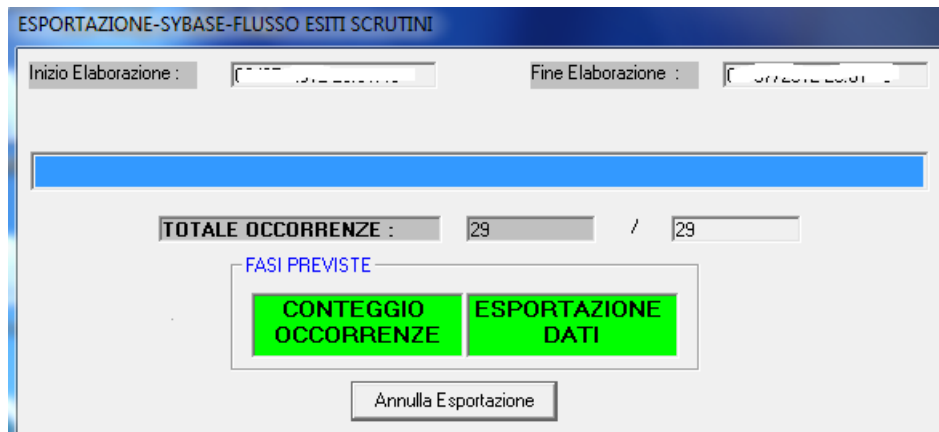 ESPORTAZIONE-SYBASE-FLUSSO ESITI SCRUTINI
Inizio Elaborazione :
Fine Elaborazione :
TOTALE OCCORRENZE : 29 / 29
FASI PREVISTE
CONTEGGIO
OCCORRENZE
ESPORTAZIONE
DATI
Annulla Esportazione